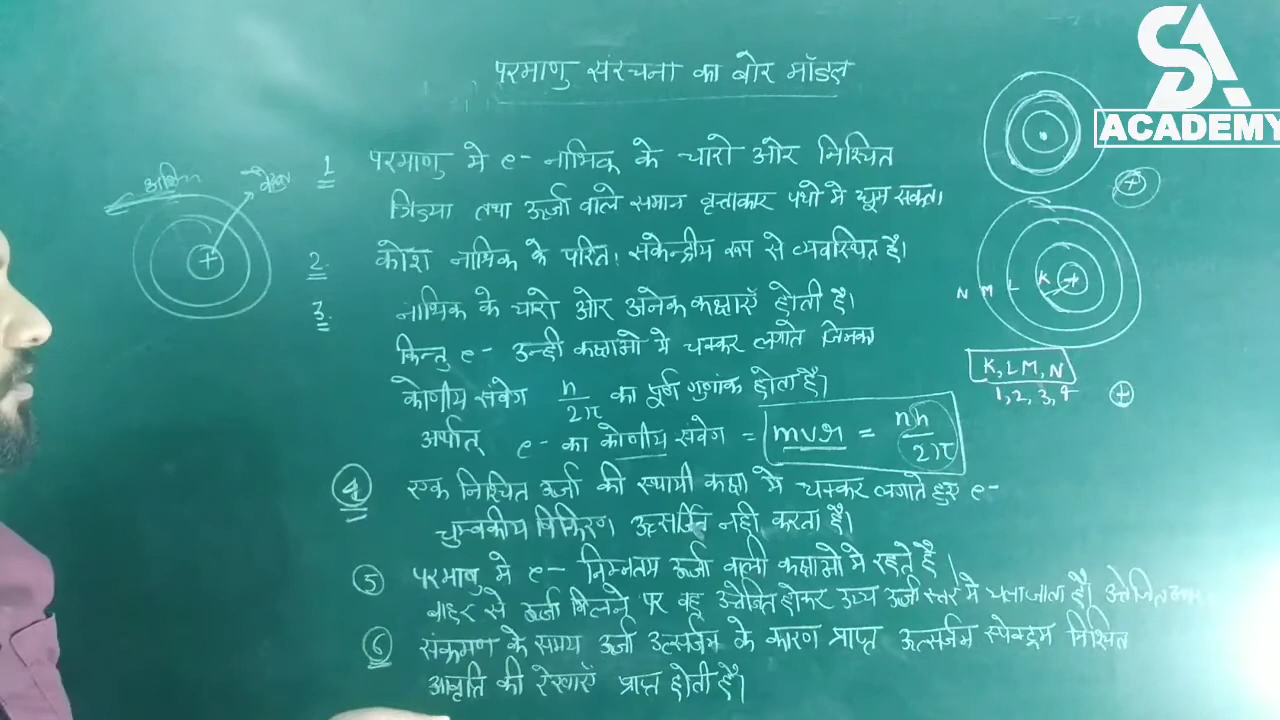 परमाणु संरचना का बोर मॉडल
1 परमाणु मे e- नाभिक के चारो ओर निश्चित
त्रिज्या तथा ऊर्जा वाले समान वृत्ताकार पथो मे घूम सकता।
2. कोश नाभिक के परित: संकेन्द्रीय रूप से व्यवस्थित है।
3. नाभिक के चारो ओर अनेक कक्षाएँ होती है।
किन्तु e- उन्ही कक्षाओ मे चक्कर लगाते जिनका
कोणीय संवेग h/2π का पूर्ण गुणांक होता है।
अर्थात् e- का कोणीय संवेग = mvr = nh/2π
4 एक निश्चित ऊर्जा की स्थायी कक्षा मे चक्कर लगाते हुए e-
चुम्बकीय विकिरण उत्सर्जित नही करता है।
5 परमाणु मे e- निम्नतम ऊर्जा वाली कक्षाओ मे रहते है।
बाहर से ऊर्जा मिलने पर वह उत्तेजित होकर उच्च ऊर्जा स्तर मे चला जाता है।
6 संक्रमण के समय ऊर्जा उत्सर्जन के कारण प्राप्त उत्सर्जन स्पेक्ट्रम निश्चित
आवृति की रेखाएँ प्राप्त होती है।
+
SA
ACADEMY
+
N M L K +
K, L M, N
1, 2, 3, 4
+